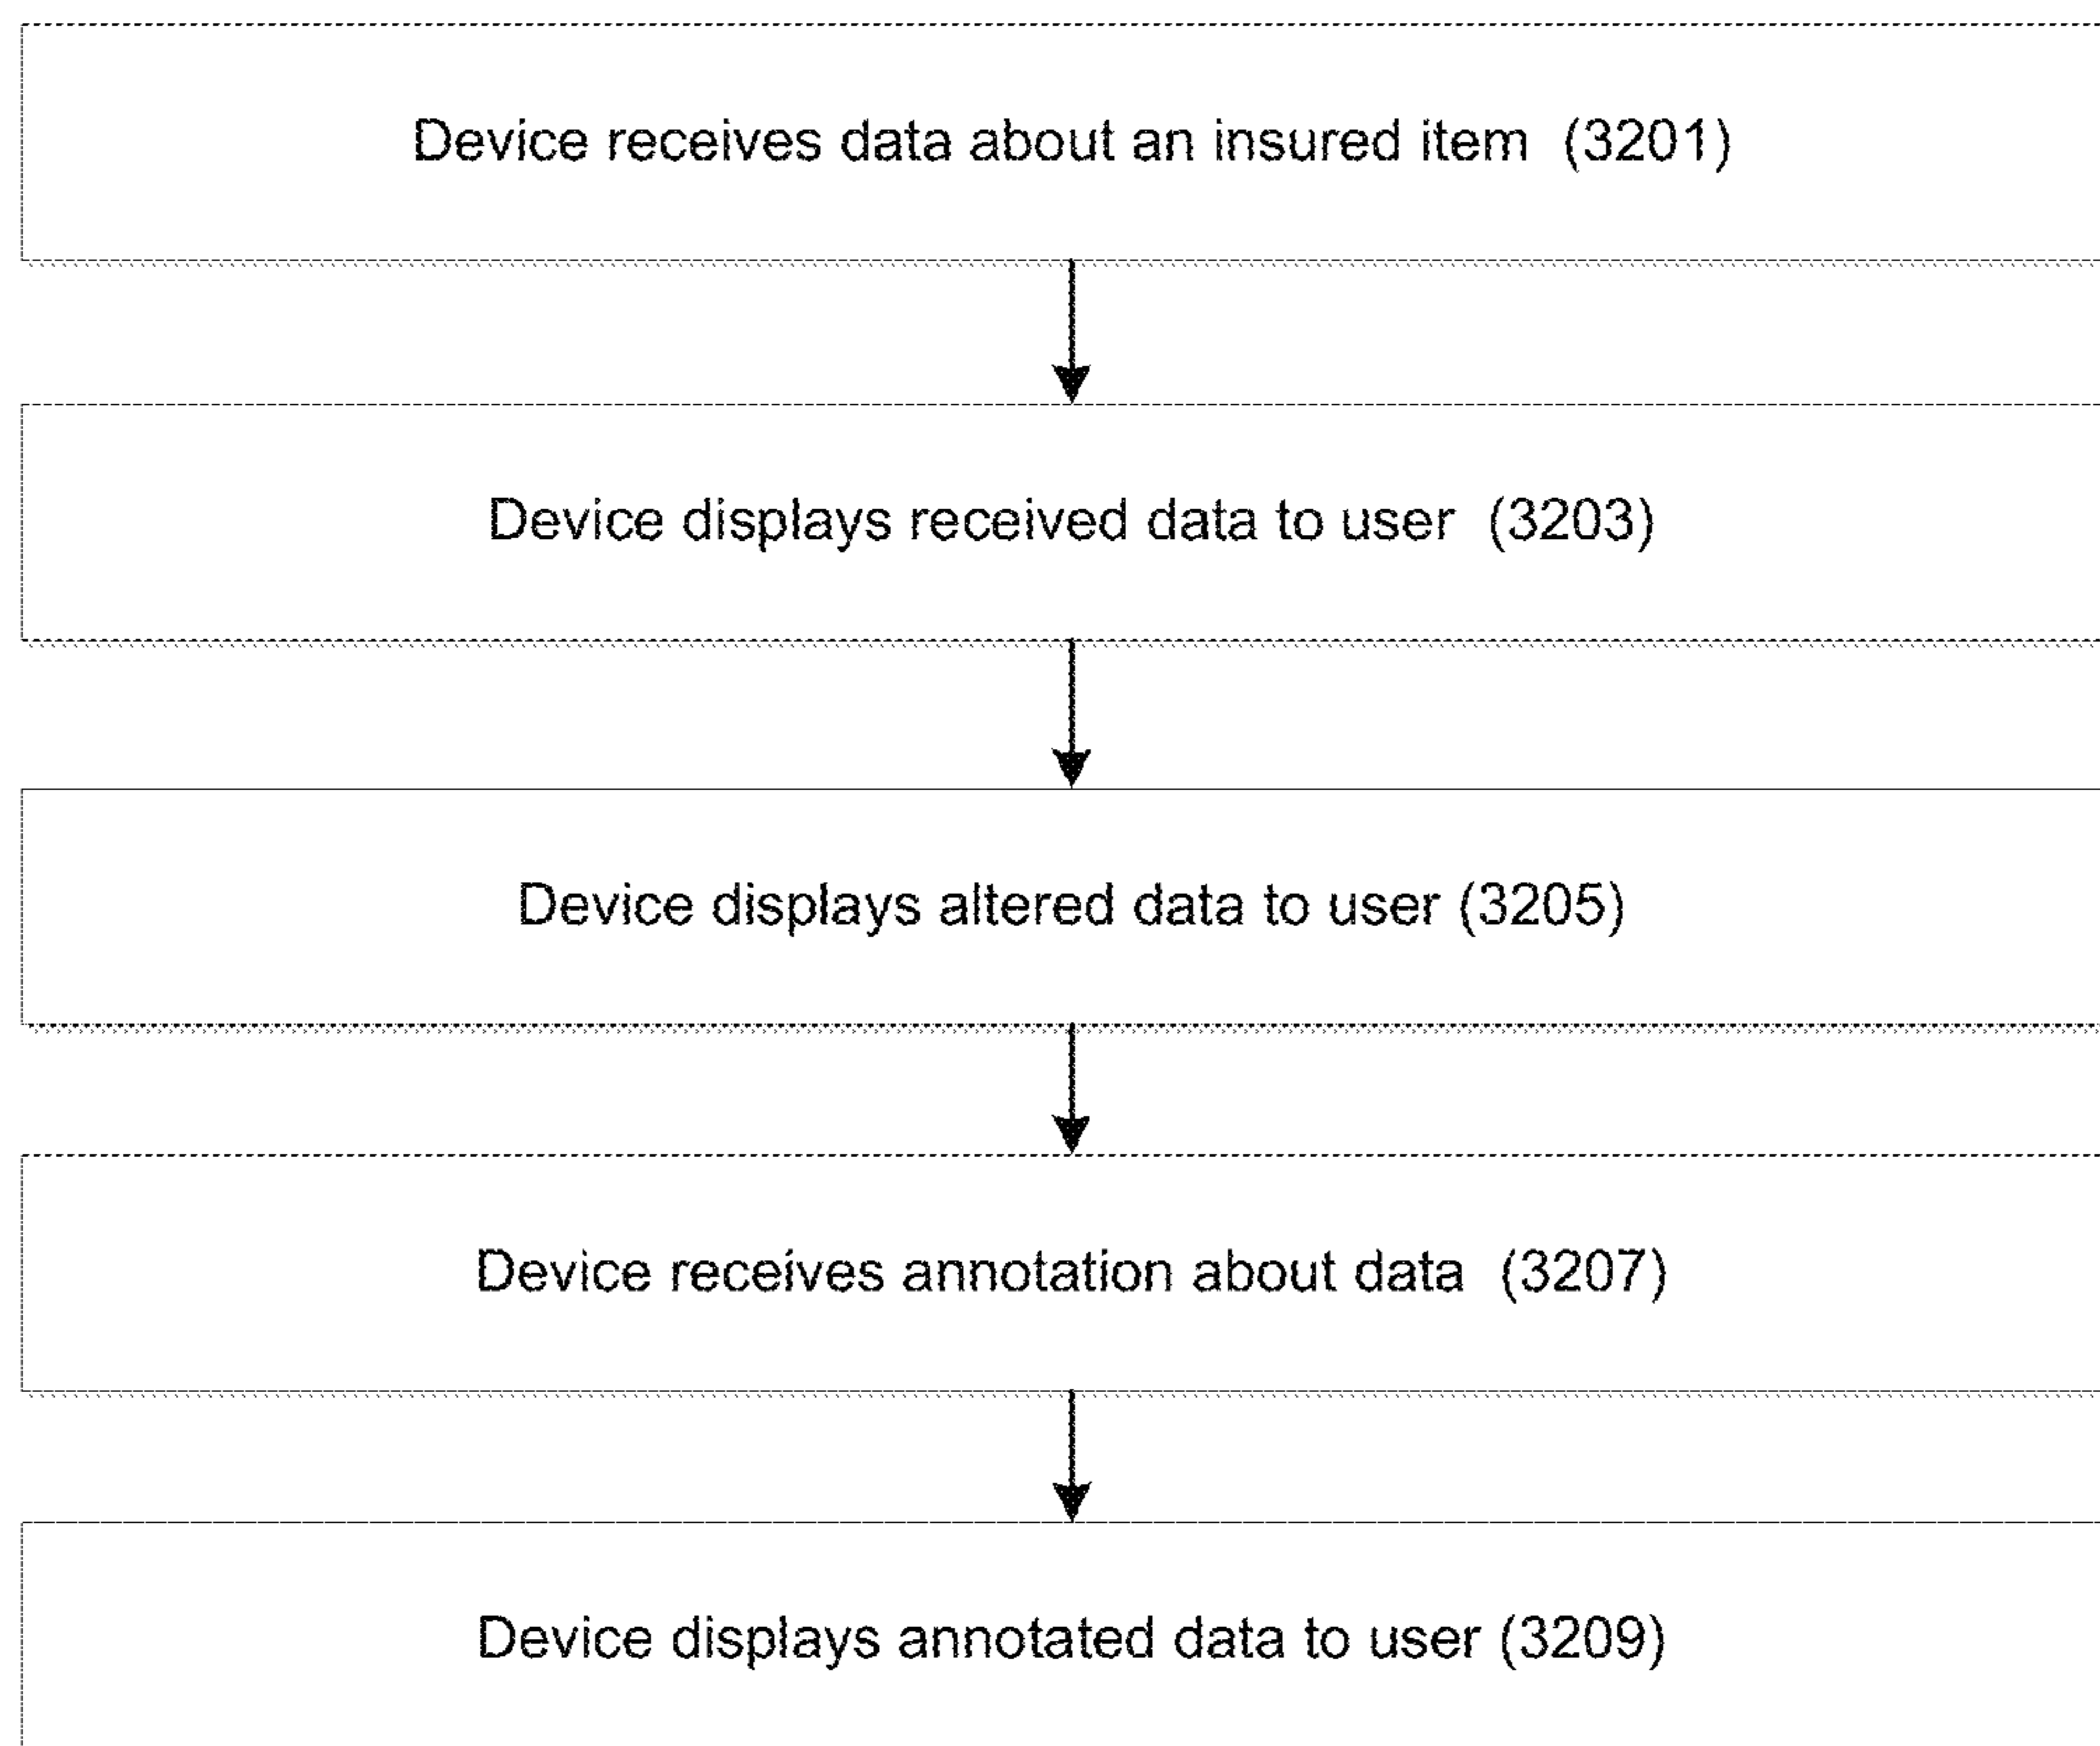 Device receives data about an insured item (3201)
Device displays received data to user (3203)
Device displays altered data to user (3205)
Device receives annotation about data (3207)
Device displays annotated data to user (3209)